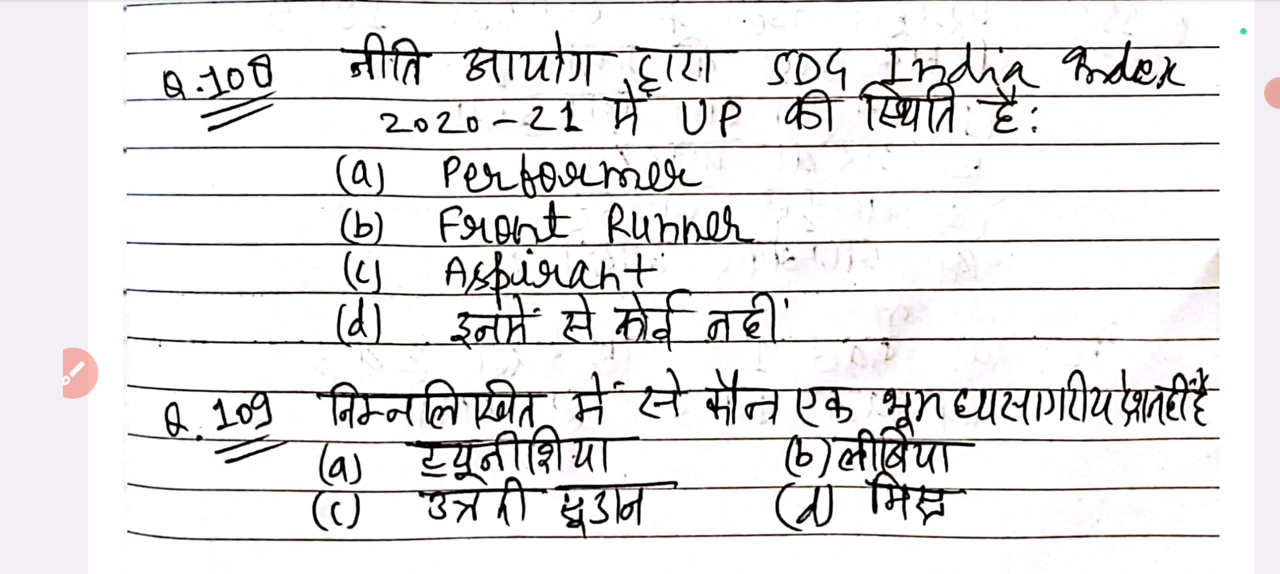 Q.108 नीति आयोग द्वारा SDG India Index
2020-21 में UP की स्थिति है:
(a) Performer
(b) Front Runner
(c) Aspirant
(d) इनमें से कोई नहीं
Q.109 निम्नलिखित में से कौन एक भूमध्यसागरीय देश नहीं है
(a) ट्यूनीशिया (b) लीबिया
(c) उत्तरी सूडान (d) मिस्र